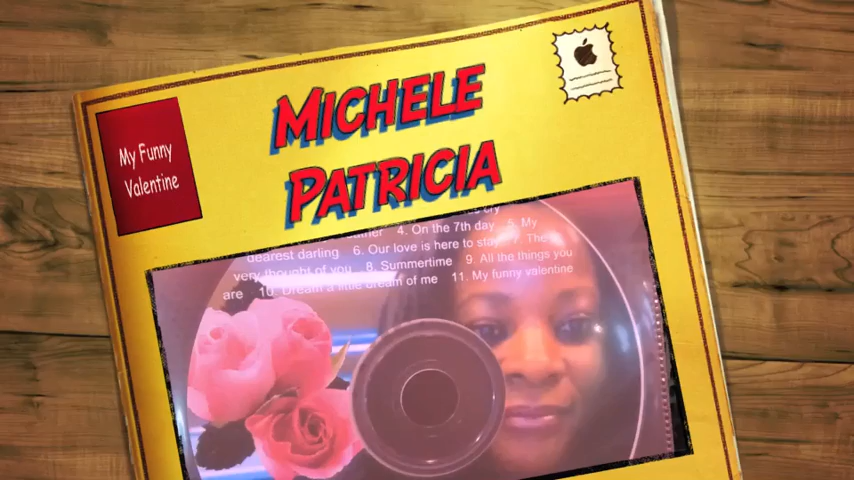 My Funny
Valentine
MICHELE
PATRICIA
4. On the 7th day 5. My
dearest darling 6. Our love is here to stay 7. The
very thought of you 8. Summertime 9. All the things you
are 10. Dream a little dream of me 11. My funny valentine